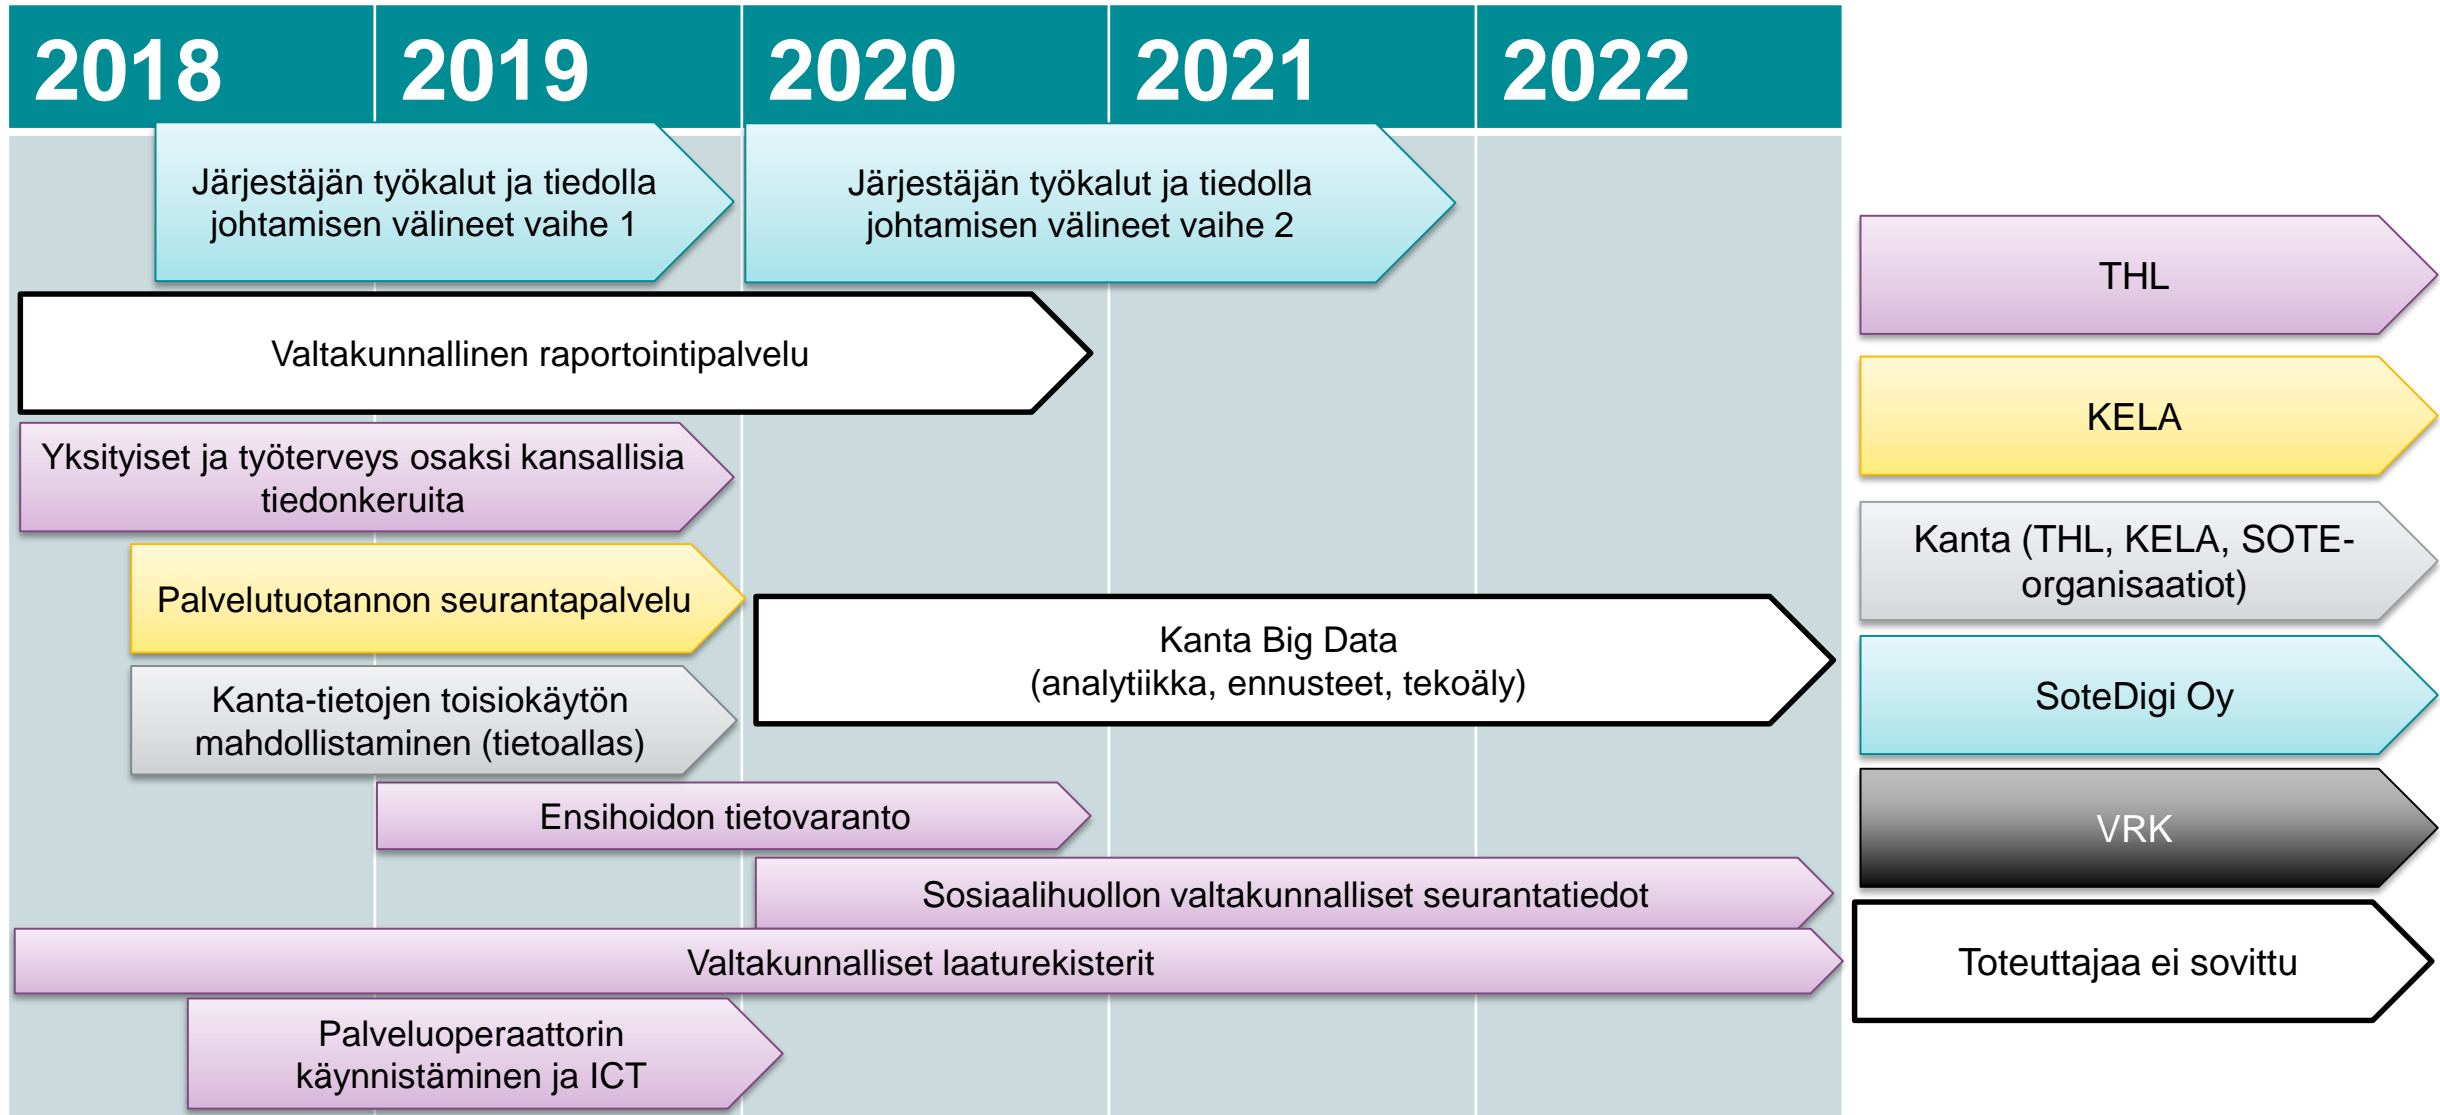 2018
2019
2020
2021
2022
Järjestäjän työkalut ja tiedolla
johtamisen välineet vaihe 1
Järjestäjän työkalut ja tiedolla
johtamisen välineet vaihe 2
Valtakunnallinen raportointipalvelu
Yksityiset ja työterveys osaksi kansallisia
tiedonkeruita
Palvelutuotannon seurantapalvelu
Kanta Big Data
(analytiikka, ennusteet, tekoäly)
Kanta-tietojen toisiokäytön
mahdollistaminen (tietoallas)
Ensihoidon tietovaranto
Sosiaalihuollon valtakunnalliset seurantatiedot
Valtakunnalliset laaturekisterit
Palveluoperaattorin
käynnistäminen ja ICT
THL
KELA
Kanta (THL, KELA, SOTE-
organisaatiot)
SoteDigi Oy
VRK
Toteuttajaa ei sovittu